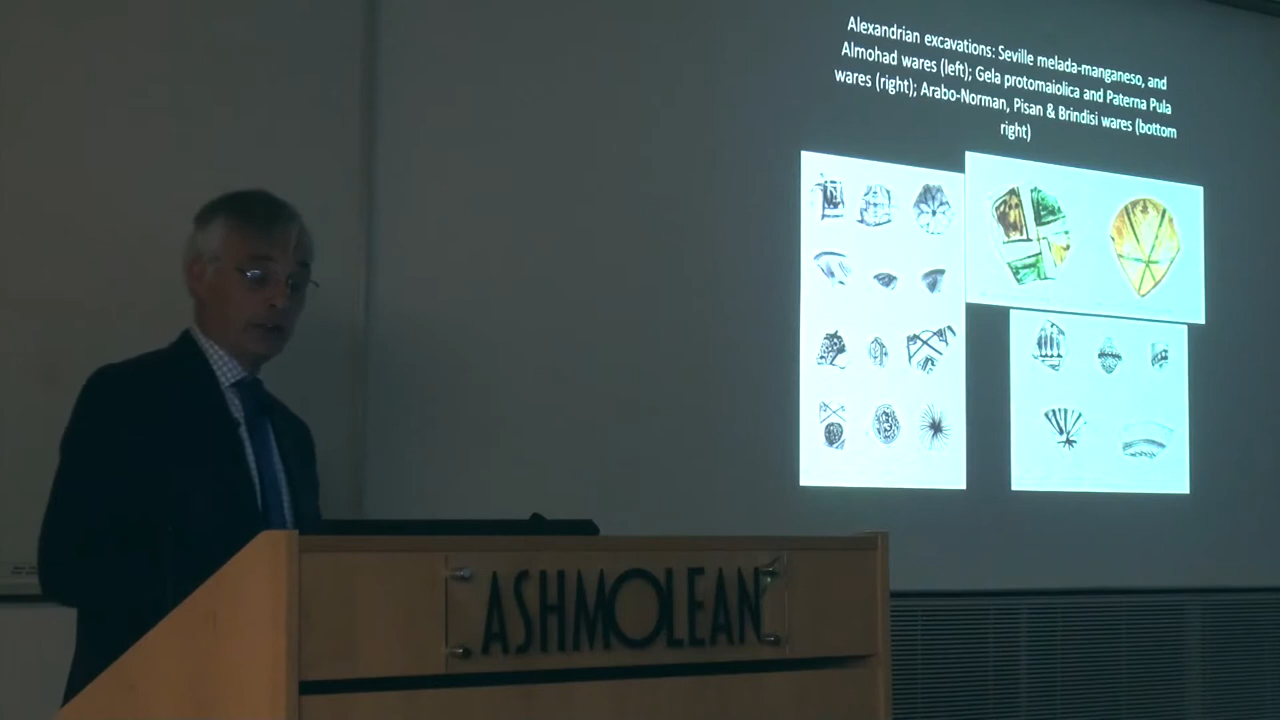 Alexandrian excavations: Seville melada-manganeso, and
Almohad wares (left); Gela protomaiolica and Paterna Pula
wares (right); Arabo-Norman, Pisan & Brindisi wares (bottom
right)
ASHMOLEAN